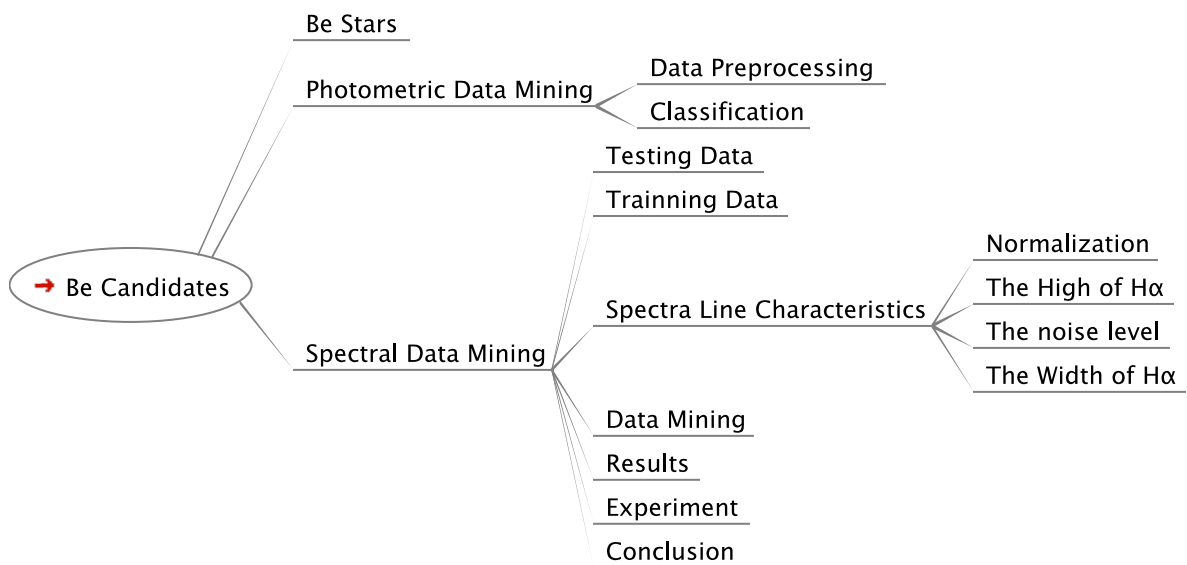 Be Stars
Photometric Data Mining
Data Preprocessing
Classification
Testing Data
Trainning Data
Be Candidates
Spectral Data Mining
Spectra Line Characteristics
Normalization
The High of Hα
The noise level
The Width of Hα
Data Mining
Results
Experiment
Conclusion